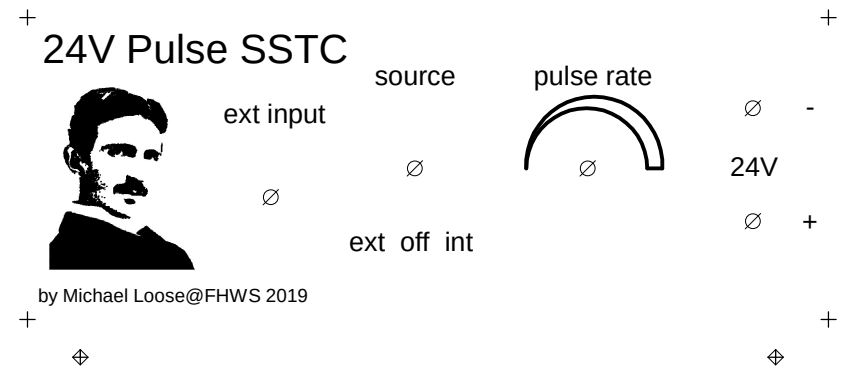 24V Pulse SSTC
source
pulse rate
ext input
-
24V
+
ext off int
by Michael Loose@FHWS 2019